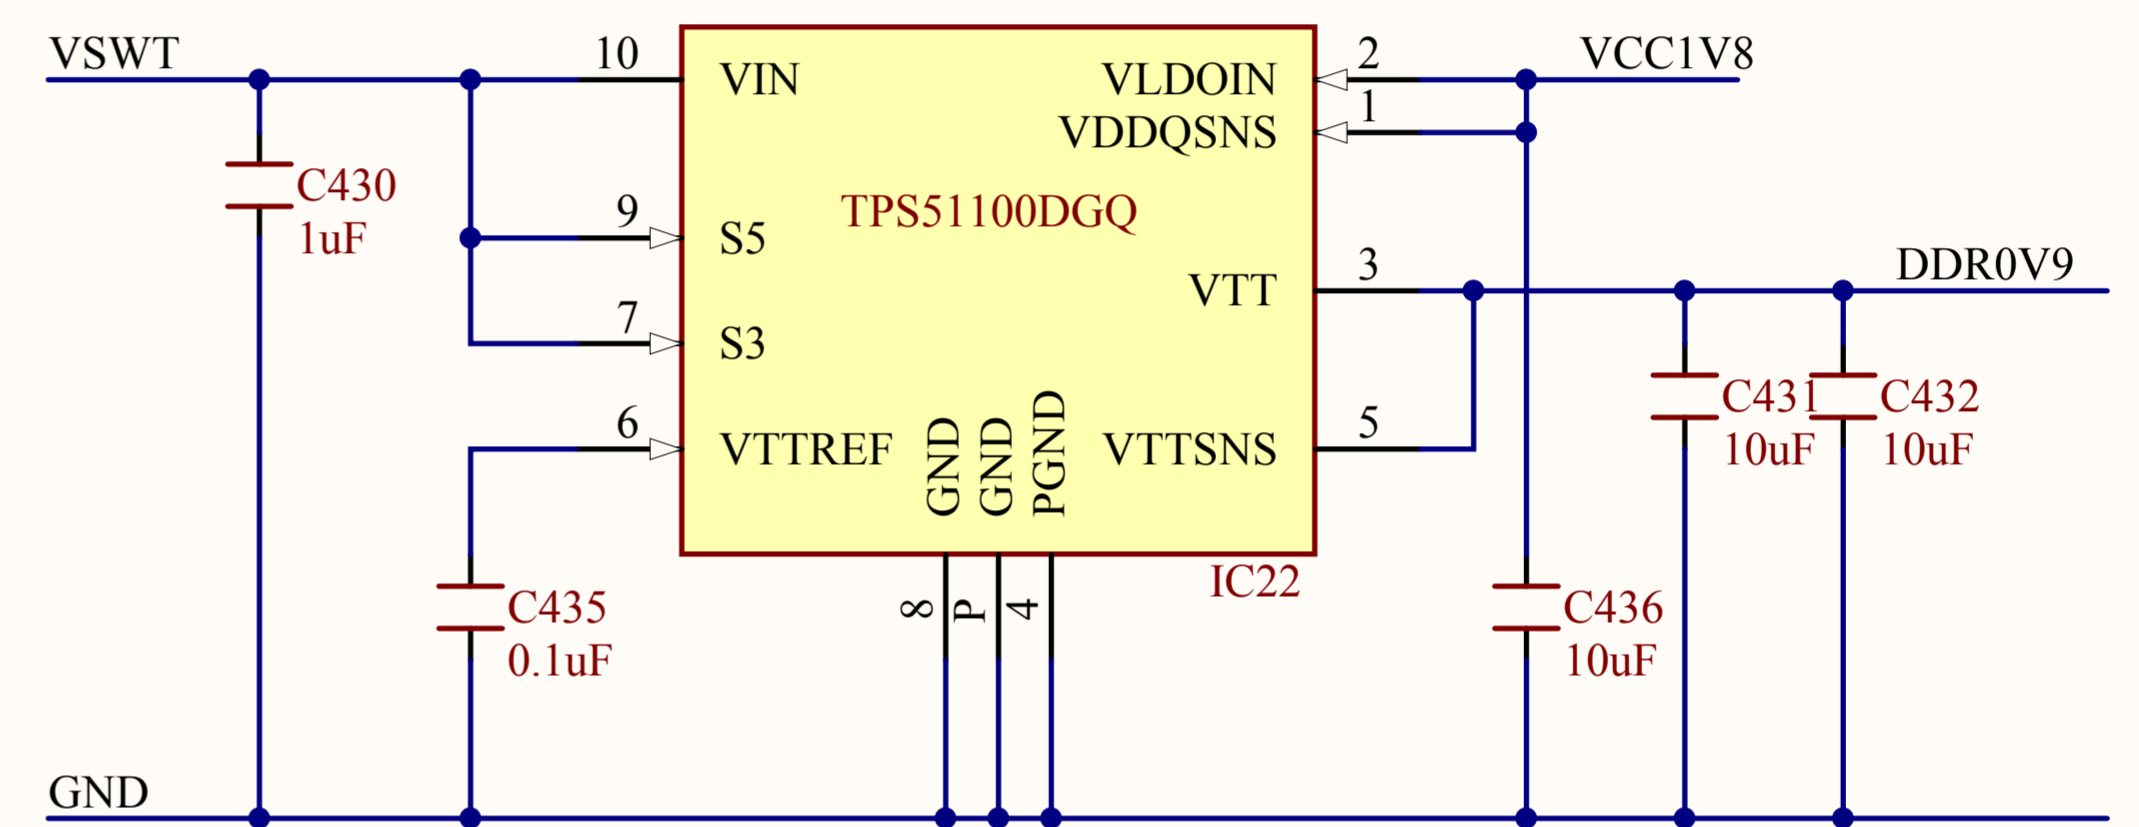 VSWT
10
VIN
VLDOIN
2
VCC1V8
VDDQSNS
1
C430
1uF
9
S5
TPS51100DGQ
7
S3
VTT
3
DDR0V9
6
VTTREF
GND
GND
PGND
VTTSNS
5
C431
10uF
C432
10uF
IC22
8
P
4
C435
0.1uF
C436
10uF
GND